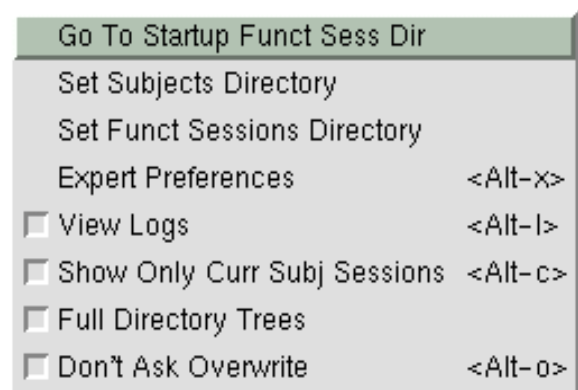 Go To Startup Funct Sess Dir
Set Subjects Directory
Set Funct Sessions Directory
Expert Preferences <Alt-x>
View Logs <Alt-l>
Show Only Curr Subj Sessions <Alt-c>
Full Directory Trees
Don't Ask Overwrite <Alt-o>